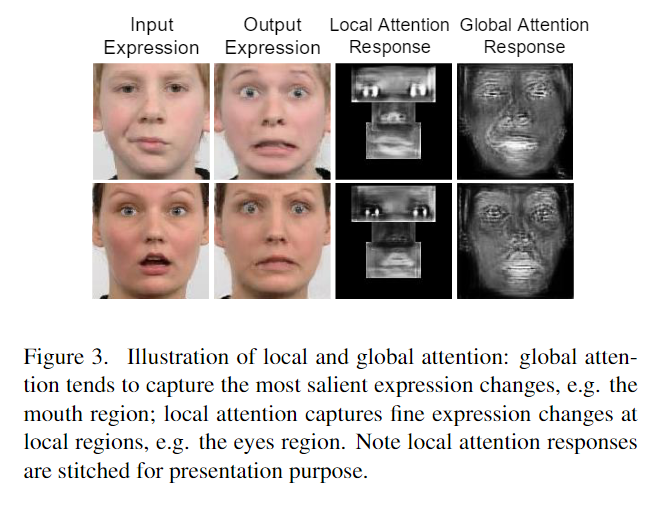 Input Expression
Output Expression
Local Attention Response
Global Attention Response
Figure 3. Illustration of local and global attention: global atten-
tion tends to capture the most salient expression changes, e.g. the
mouth region; local attention captures fine expression changes at
local regions, e.g. the eyes region. Note local attention responses
are stitched for presentation purpose.